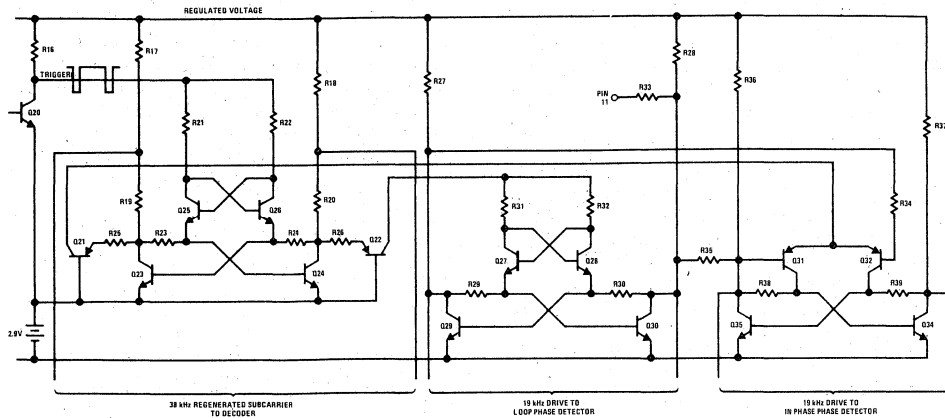 REGULATED VOLTAGE
R16
R17
R18
R27
R28
R36
R37
TRIGGER
R33
PIN
11
Q20
R21
R22
R34
R19
Q25
Q26
R20
R31
R32
Q21
R25
R23
R24
R26
Q22
Q23
Q24
Q27
Q28
R35
Q31
Q32
R29
R30
R38
R39
2.9V
Q29
Q30
Q35
Q34
38 kHz REGENERATED SUBCARRIER
TO DECODER
19 kHz DRIVE TO
LOOP PHASE DETECTOR
19 kHz DRIVE TO
IN PHASE PHASE DETECTOR